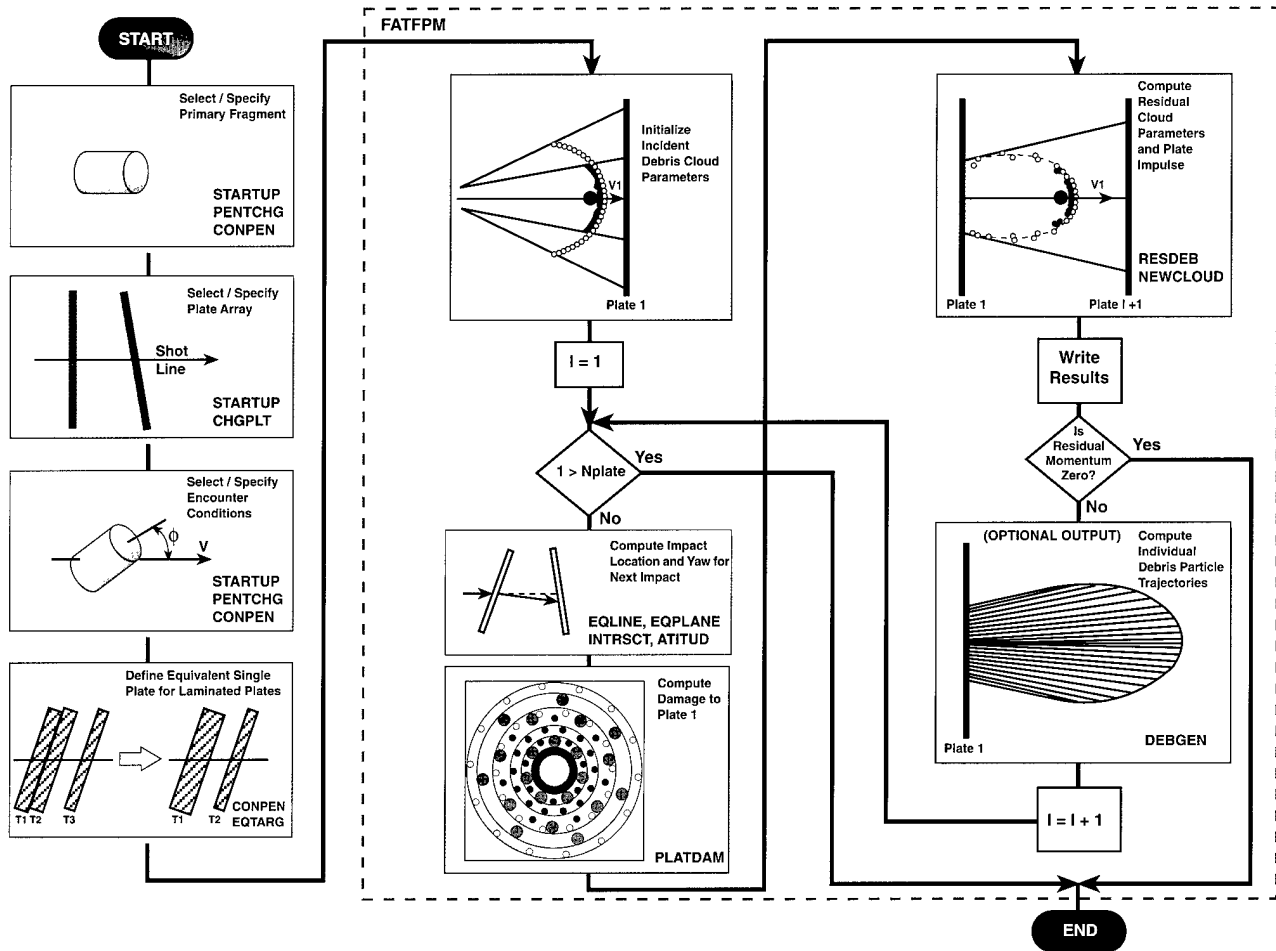 START
Select / Specify
Primary Fragment
STARTUP
PENTCHG
CONPEN
Select / Specify
Plate Array
Shot
Line
STARTUP
CHGPLT
Select / Specify
Encounter
Conditions
ϕ
V
STARTUP
PENTCHG
CONPEN
Define Equivalent Single
Plate for Laminated Plates
T1 T2 T3 T1 T2
CONPEN
EQTARG
FATFPM
Initialize
Incident
Debris Cloud
Parameters
V1
Plate 1
I = 1
1 > Nplate
Yes
No
Compute Impact
Location and Yaw for
Next Impact
EQLINE, EQPLANE
INTRSCT, ATITUD
Compute
Damage to
Plate 1
PLATDAM
Compute
Residual
Cloud
Parameters
and Plate
Impulse
V1
RESDEB
NEWCLOUD
Plate 1 Plate I +1
Write
Results
Is
Residual
Momentum
Zero?
Yes
No
(OPTIONAL OUTPUT)
Compute
Individual
Debris Particle
Trajectories
Plate 1
DEBGEN
I = I + 1
END